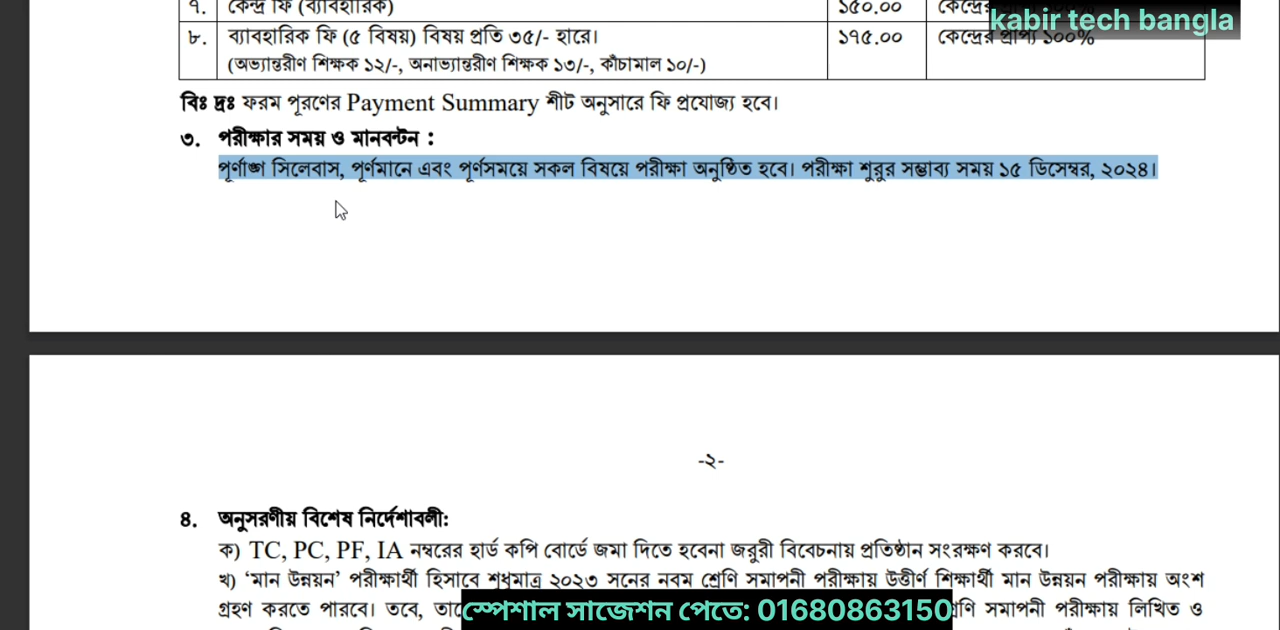 ৭. কেন্দ্র ফি (ব্যবহারিক) ১৫০.০০
kabir tech bangla
৮. ব্যাবহারিক ফি (৫ বিষয়) বিষয় প্রতি ৩৫/- হারে। ১৭৫.০০ কেন্দ্রের প্রাপ্য ১০০%
(অভ্যান্তরীণ শিক্ষক ১২/-, অনাভ্যান্তরীণ শিক্ষক ১৩/-, কাঁচামাল ১০/-)
বিঃ দ্রঃ ফরম পূরণের Payment Summary শীট অনুসারে ফি প্রযোজ্য হবে।
৩. পরীক্ষার সময় ও মানবন্টন :
পূর্ণাঙ্গ সিলেবাস, পূর্ণমানে এবং পূর্ণসময়ে সকল বিষয়ে পরীক্ষা অনুষ্ঠিত হবে। পরীক্ষা শুরুর সম্ভাব্য সময় ১৫ ডিসেম্বর, ২০২৪।
-২-
৪. অনুসরণীয় বিশেষ নির্দেশাবলী:
ক) TC, PC, PF, IA নম্বরের হার্ড কপি বোর্ডে জমা দিতে হবেনা জরুরী বিবেচনায় প্রতিষ্ঠান সংরক্ষণ করবে।
খ) ‘মান উন্নয়ন’ পরীক্ষার্থী হিসাবে শুধুমাত্র ২০২৩ সনের নবম শ্রেণি সমাপনী পরীক্ষায় উত্তীর্ণ শিক্ষার্থী মান উন্নয়ন পরীক্ষায় অংশ
গ্রহণ করতে পারবে। তবে, সমাপনী পরীক্ষায় লিখিত ও
স্পেশাল সাজেশন পেতে: 01680863150